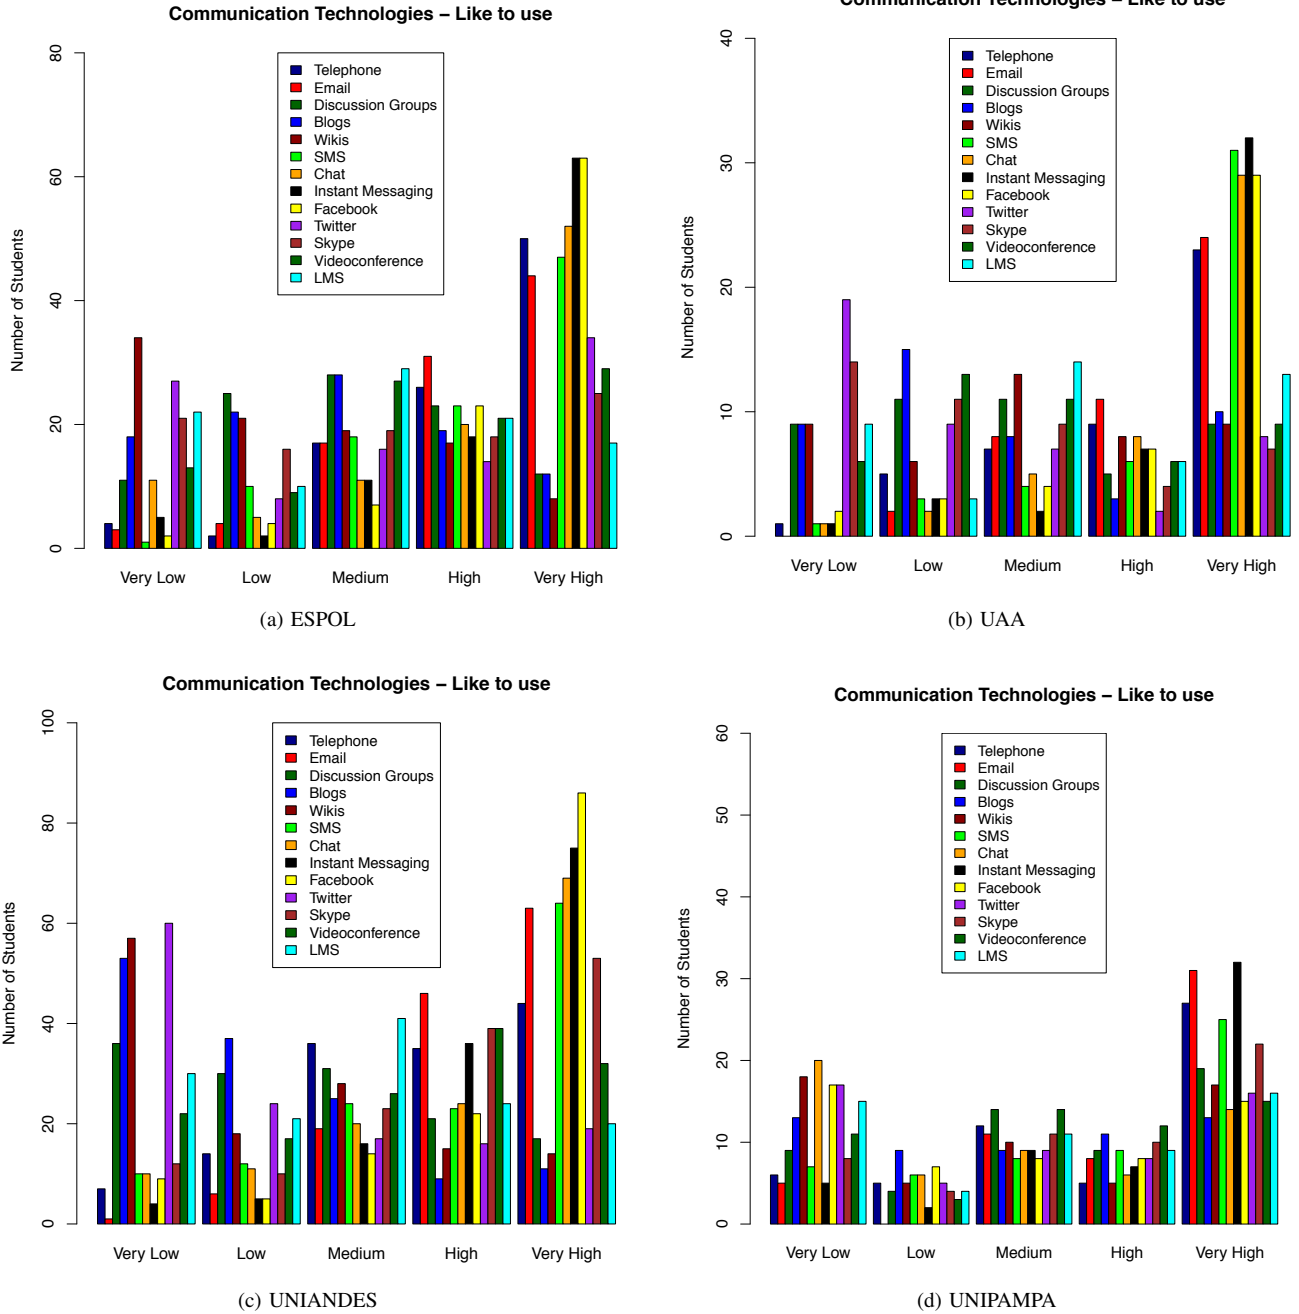 Communication Technologies – Like to use
Number of Students
80
60
40
20
0
Telephone
Email
Discussion Groups
Blogs
Wikis
SMS
Chat
Instant Messaging
Facebook
Twitter
Skype
Videoconference
LMS
Very Low Low Medium High Very High
(a) ESPOL
Communication Technologies – Like to use
Number of Students
40
30
20
10
0
Telephone
Email
Discussion Groups
Blogs
Wikis
SMS
Chat
Instant Messaging
Facebook
Twitter
Skype
Videoconference
LMS
Very Low Low Medium High Very High
(b) UAA
Communication Technologies – Like to use
Number of Students
100
80
60
40
20
0
Telephone
Email
Discussion Groups
Blogs
Wikis
SMS
Chat
Instant Messaging
Facebook
Twitter
Skype
Videoconference
LMS
Very Low Low Medium High Very High
(c) UNIANDES
Communication Technologies – Like to use
Number of Students
60
50
40
30
20
10
0
Telephone
Email
Discussion Groups
Blogs
Wikis
SMS
Chat
Instant Messaging
Facebook
Twitter
Skype
Videoconference
LMS
Very Low Low Medium High Very High
(d) UNIPAMPA